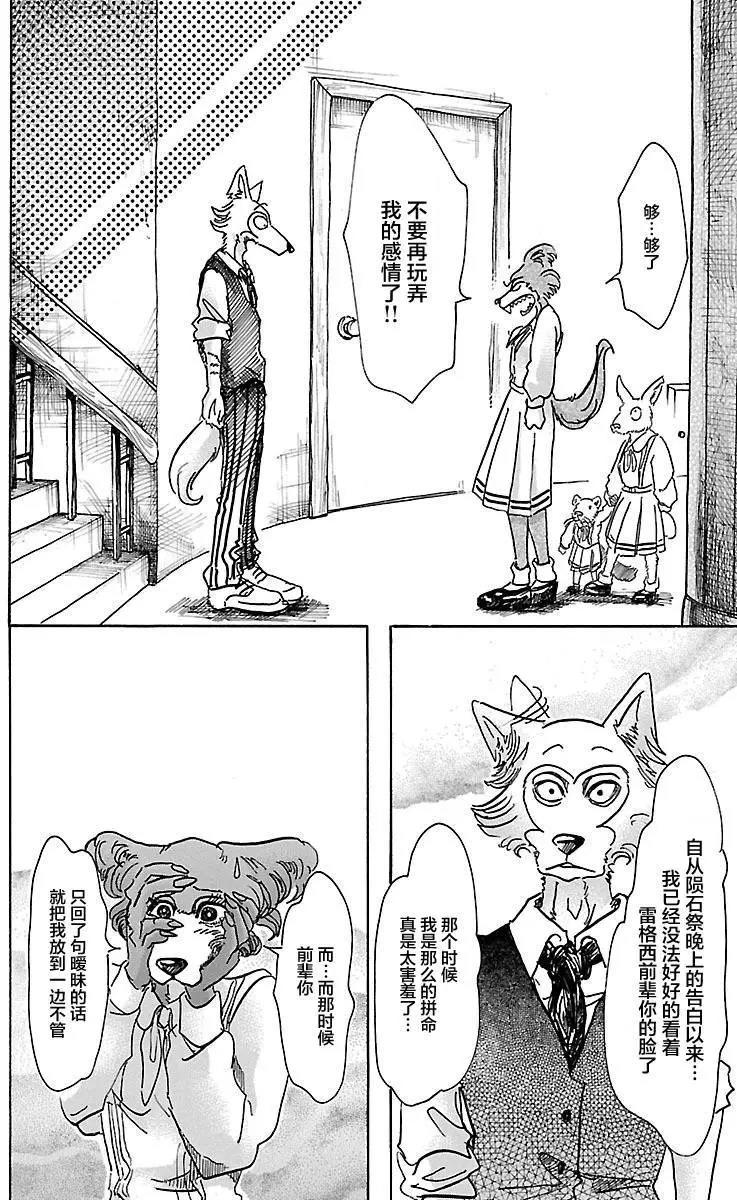 够…够了
不要再玩弄
我的感情了!!
自从陨石祭晚上的告白以来…
我已经没法好好的看着
雷格西前辈你的脸了
那个时候
我是那么的拼命
真是太害羞了…
而…而那时候
前辈你
只回了句暧昧的话
就把我放到一边不管